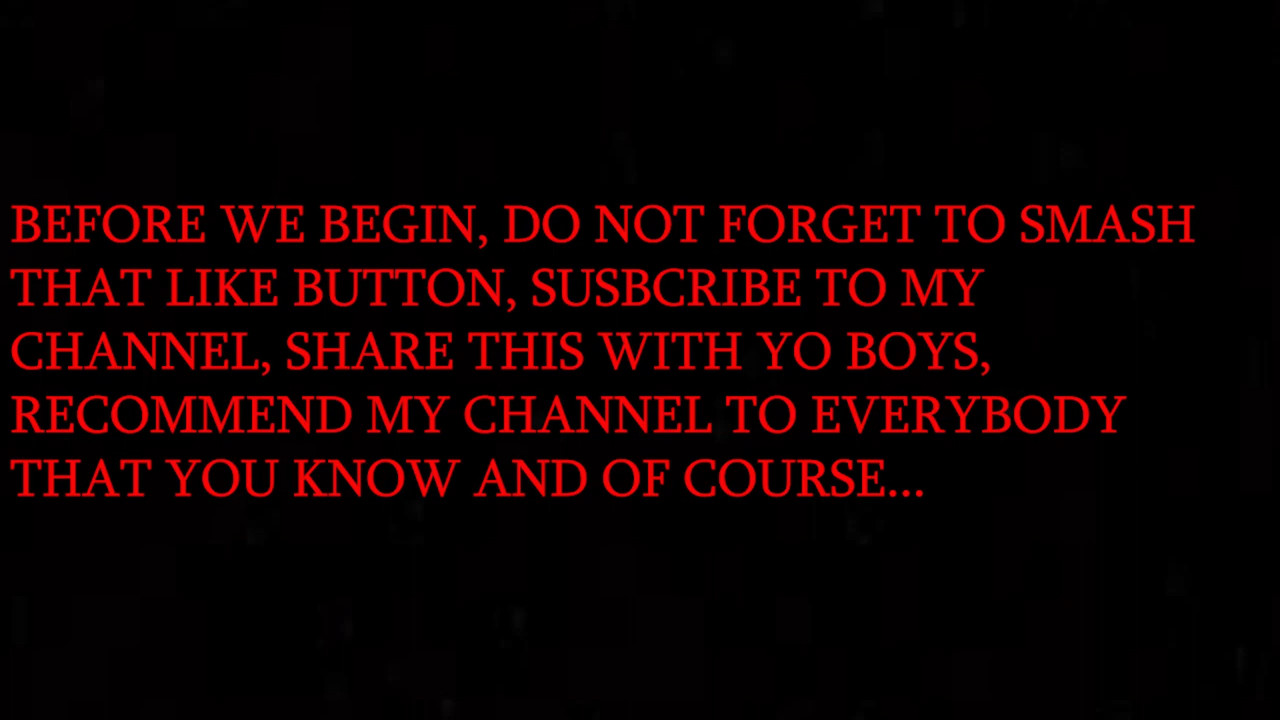 BEFORE WE BEGIN, DO NOT FORGET TO SMASH
THAT LIKE BUTTON, SUSBCRIBE TO MY
CHANNEL, SHARE THIS WITH YO BOYS,
RECOMMEND MY CHANNEL TO EVERYBODY
THAT YOU KNOW AND OF COURSE...